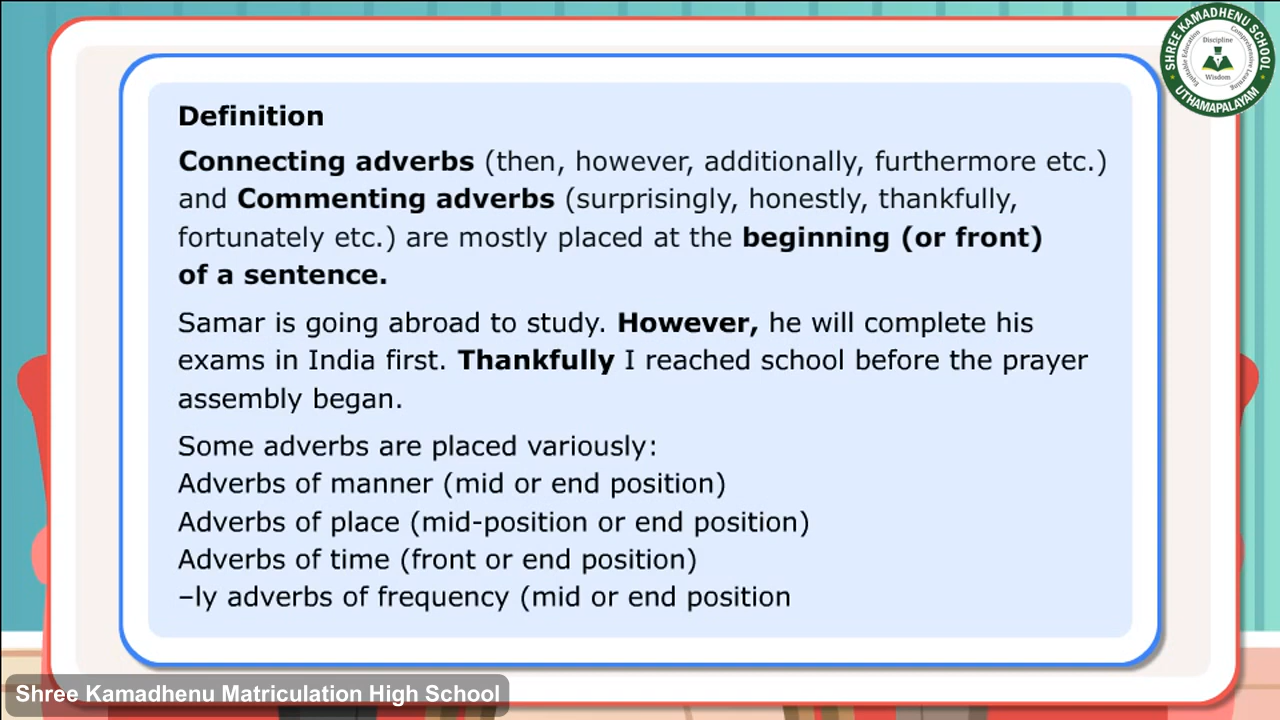 Definition
Connecting adverbs (then, however, additionally, furthermore etc.)
and Commenting adverbs (surprisingly, honestly, thankfully,
fortunately etc.) are mostly placed at the beginning (or front)
of a sentence.
Samar is going abroad to study. However, he will complete his
exams in India first. Thankfully I reached school before the prayer
assembly began.
Some adverbs are placed variously:
Adverbs of manner (mid or end position)
Adverbs of place (mid-position or end position)
Adverbs of time (front or end position)
–ly adverbs of frequency (mid or end position
SHREE KAMADHENU SCHOOL
Discipline
Equitable Education
Comprehensive Learning
Wisdom
UTHAMAPALAYAM
Shree Kamadhenu Matriculation High School